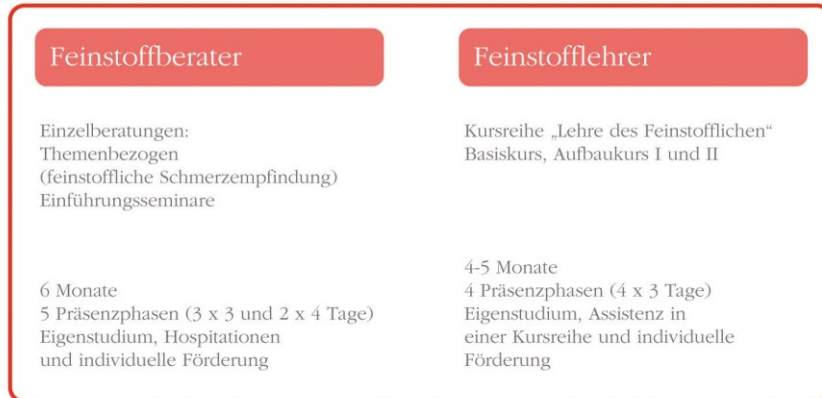 Feinstoffberater
Einzelberatungen:
Themenbezogen
(feinstoffliche Schmerzempfindung)
Einführungsseminare
6 Monate
5 Präsenzphasen (3 x 3 und 2 x 4 Tage)
Eigenstudium, Hospitationen
und individuelle Förderung
Feinstofflehrer
Kursreihe „Lehre des Feinstofflichen“
Basiskurs, Aufbaukurs I und II
4-5 Monate
4 Präsenzphasen (4 x 3 Tage)
Eigenstudium, Assistenz in
einer Kursreihe und individuelle
Förderung